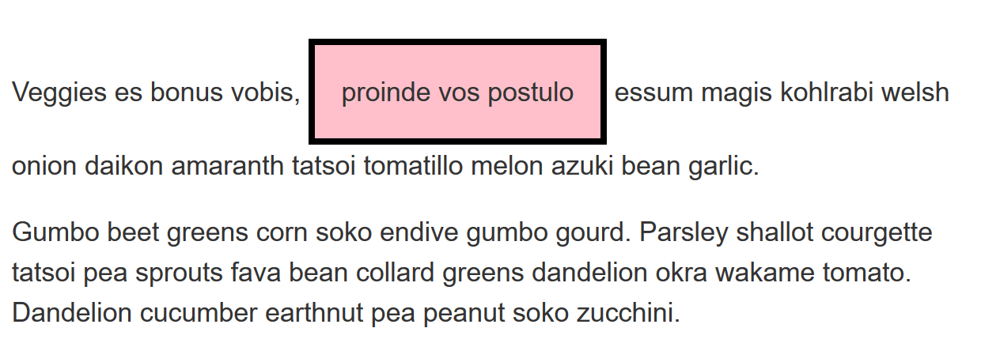 Veggies es bonus vobis, proinde vos postulo essum magis kohlrabi welsh
onion daikon amaranth tatsoi tomatillo melon azuki bean garlic.
Gumbo beet greens corn soko endive gumbo gourd. Parsley shallot courgette
tatsoi pea sprouts fava bean collard greens dandelion okra wakame tomato.
Dandelion cucumber earthnut pea peanut soko zucchini.